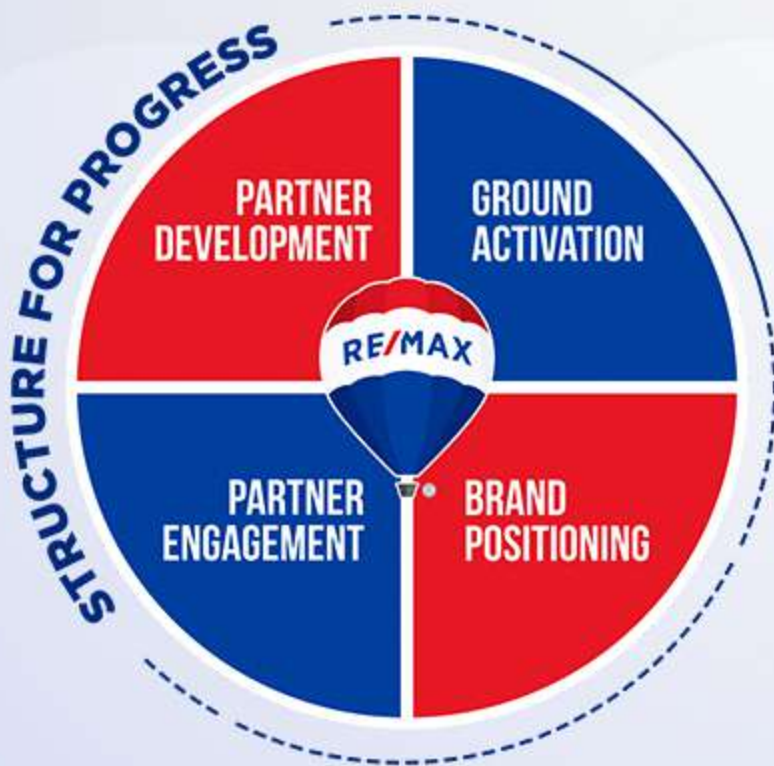 STRUCTURE FOR PROGRESS
PARTNER
DEVELOPMENT
GROUND
ACTIVATION
RE/MAX
PARTNER
ENGAGEMENT
BRAND
POSITIONING